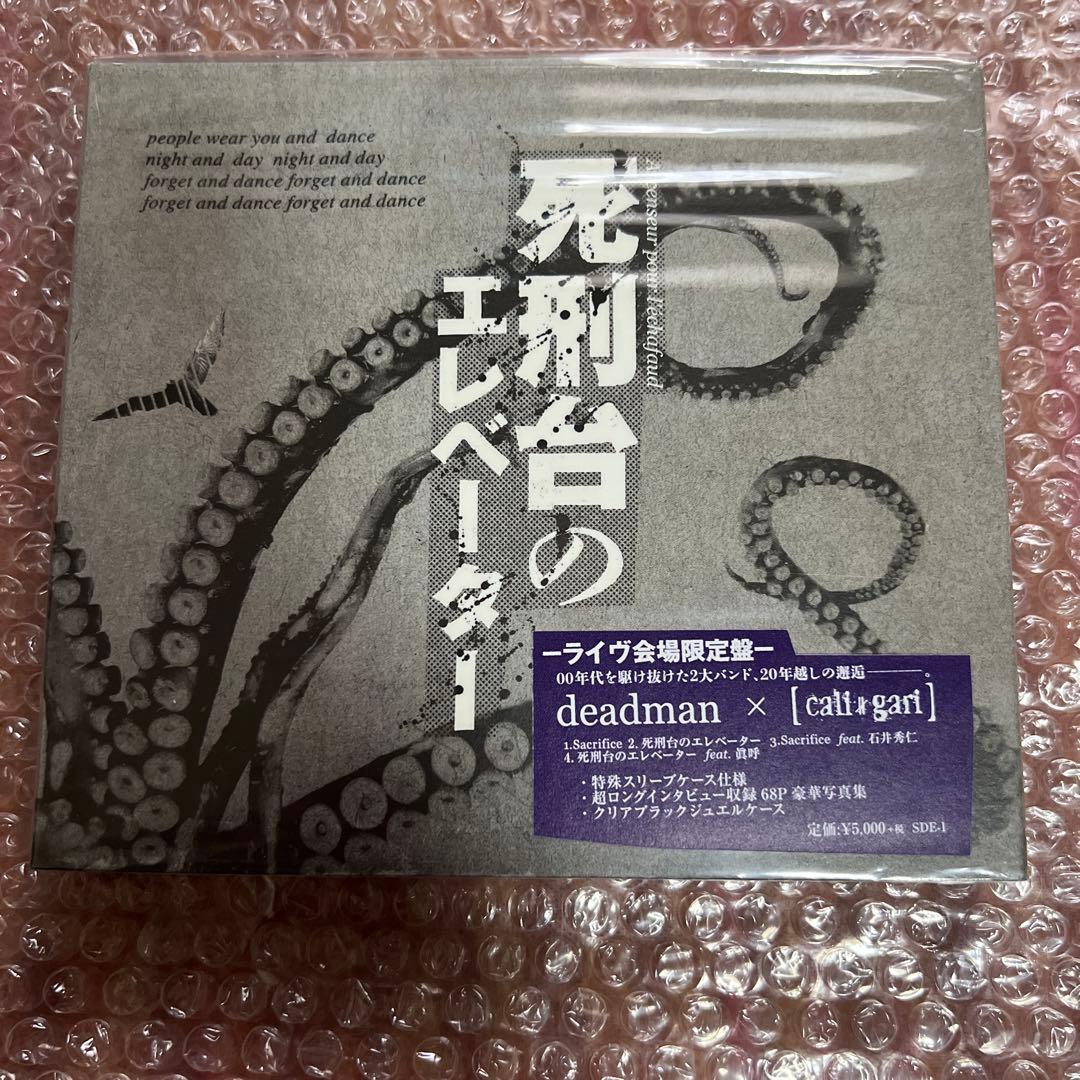 people wear you and dance
night and day night and day
forget and dance forget and dance
forget and dance forget and dance
死刑台の
エレベーター
Ascenseur pour l'échafaud
ーライヴ会場限定盤ー
00年代を駆け抜けた2大バンド、20年越しの邂逅———。
deadman × [cali≠gari]
1.Sacrifice 2. 死刑台のエレベーター 3.Sacrifice feat. 石井秀仁
4. 死刑台のエレベーター feat. 眞呼
・特殊スリーブケース仕様
・超ロングインタビュー収録 68P 豪華写真集
・クリアブラックジュエルケース
定価:¥5,000+税 SDE-1